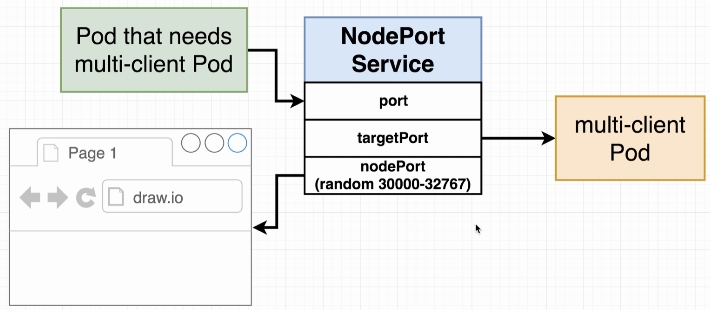 Pod that needs
multi-client Pod
NodePort
Service
port
targetPort
nodePort
(random 30000-32767)
multi-client
Pod
Page 1
draw.io